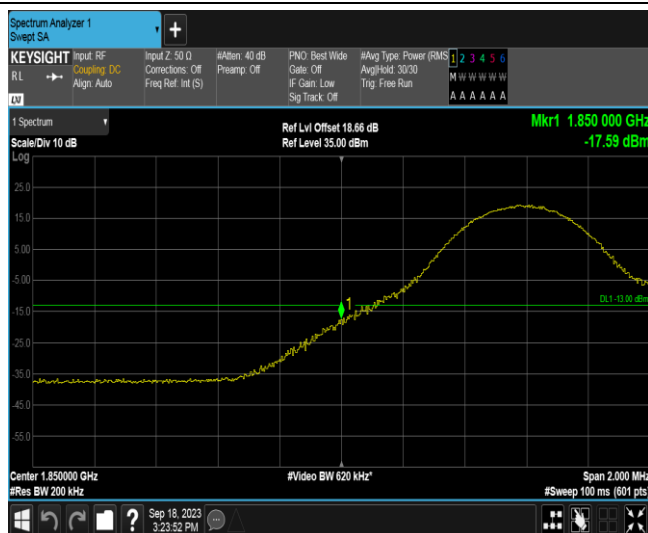 Spectrum Analyzer 1
Swept SA
KEYSIGHT
RL
Input: RF
Coupling: DC
Align: Auto
Input Z: 50 Ω
Corrections: Off
Freq Ref: Int (S)
#Atten: 40 dB
Preamp: Off
PNO: Best Wide
Gate: Off
IF Gain: Low
Sig Track: Off
#Avg Type: Power (RMS
Avg|Hold: 30/30
Trig: Free Run
1 2 3 4 5 6
M W W W W W
A A A A A A
1 Spectrum
Scale/Div 10 dB
Log
Ref Lvl Offset 18.66 dB
Ref Level 35.00 dBm
Mkr1 1.850 000 GHz
-17.59 dBm
25.0
15.0
5.00
-5.00
-15.0
-25.0
-35.0
-45.0
-55.0
1
DL1 -13.00 dBm
Center 1.850000 GHz
#Res BW 200 kHz
#Video BW 620 kHz*
Span 2.000 MHz
#Sweep 100 ms (601 pts)
Sep 18, 2023
3:23:52 PM